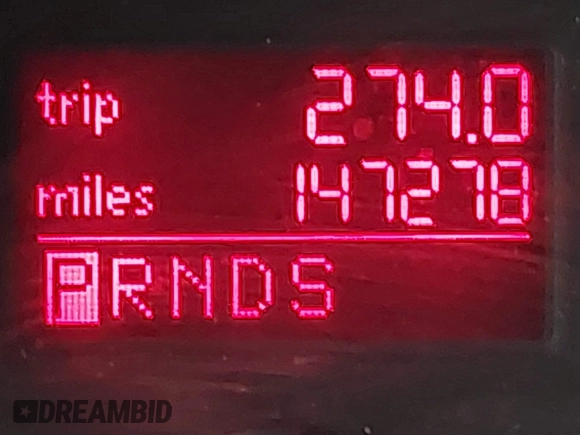 trip 274.0
miles 147278
PRNDS
DREAMBID